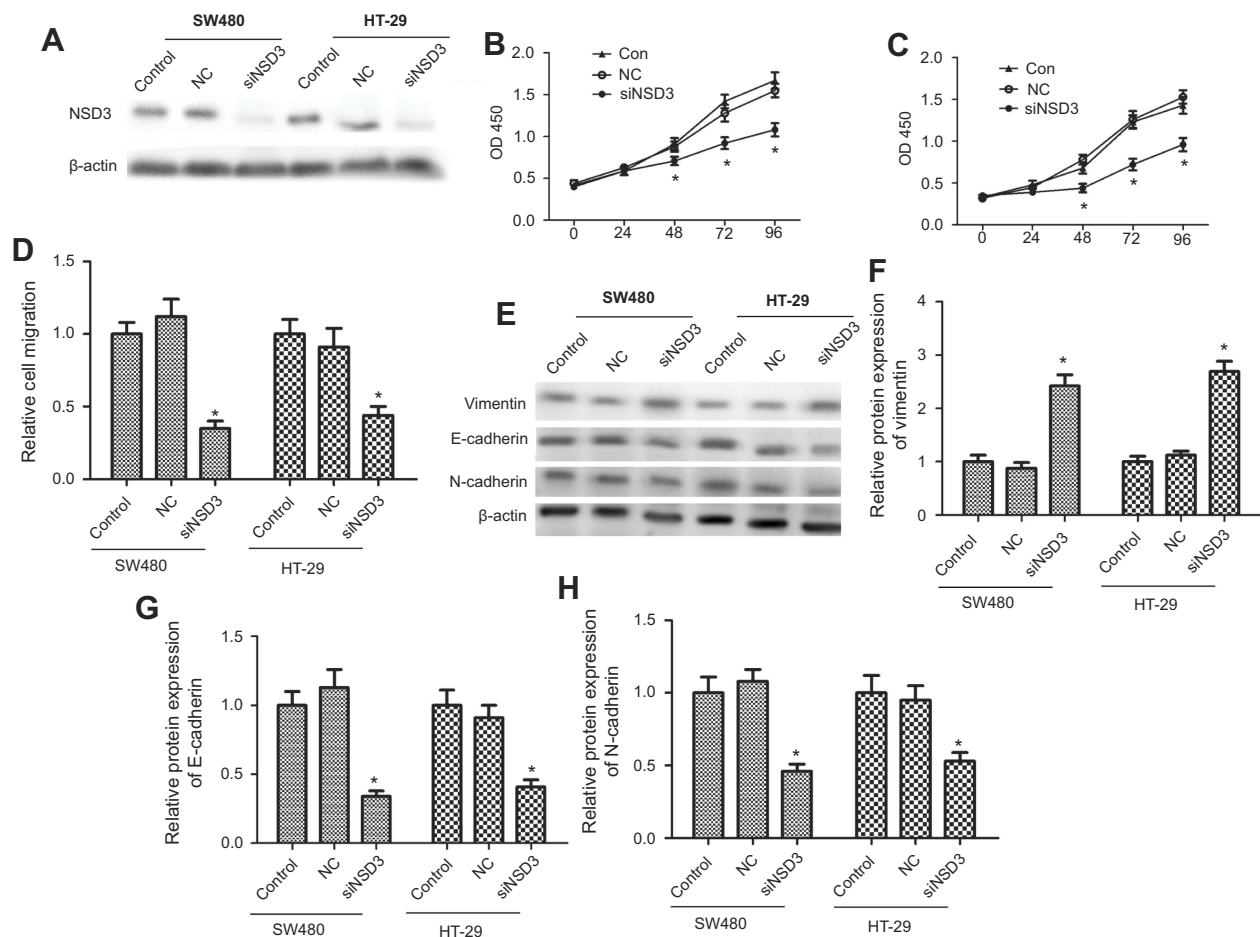 A
SW480
HT-29
Control
NC
siNSD3
Control
NC
siNSD3
NSD3
β-actin
B
OD 450
2.0
1.5
1.0
0.5
0.0
Con
NC
siNSD3
*
*
*
0
24
48
72
96
C
OD 450
2.0
1.5
1.0
0.5
0.0
Con
NC
siNSD3
*
*
*
0
24
48
72
96
D
Relative cell migration
1.5
1.0
0.5
0.0
*
*
Control
NC
siNSD3
Control
NC
siNSD3
SW480
HT-29
E
SW480
HT-29
Control
NC
siNSD3
Control
NC
siNSD3
Vimentin
E-cadherin
N-cadherin
β-actin
F
Relative protein expression
of vimentin
4
3
2
1
0
*
*
Control
NC
siNSD3
Control
NC
siNSD3
SW480
HT-29
G
Relative protein expression
of E-cadherin
1.5
1.0
0.5
0.0
*
*
Control
NC
siNSD3
Control
NC
siNSD3
SW480
HT-29
H
Relative protein expression
of N-cadherin
1.5
1.0
0.5
0.0
*
*
Control
NC
siNSD3
Control
NC
siNSD3
SW480
HT-29